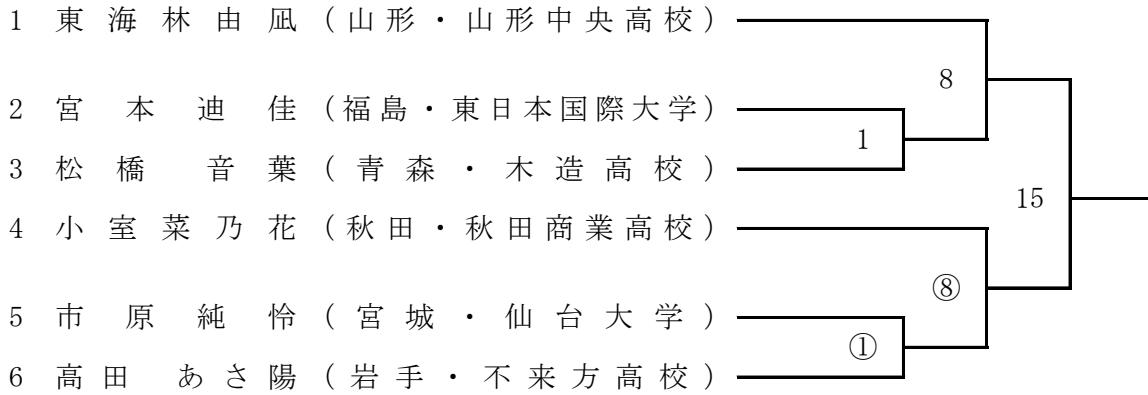 1 東海林由凪（山形・山形中央高校）
8
2 宮本迪佳（福島・東日本国際大学）
1
3 松橋音葉（青森・木造高校）
15
4 小室菜乃花（秋田・秋田商業高校）
⑧
5 市原純怜（宮城・仙台大学）
①
6 高田あさ陽（岩手・不来方高校）